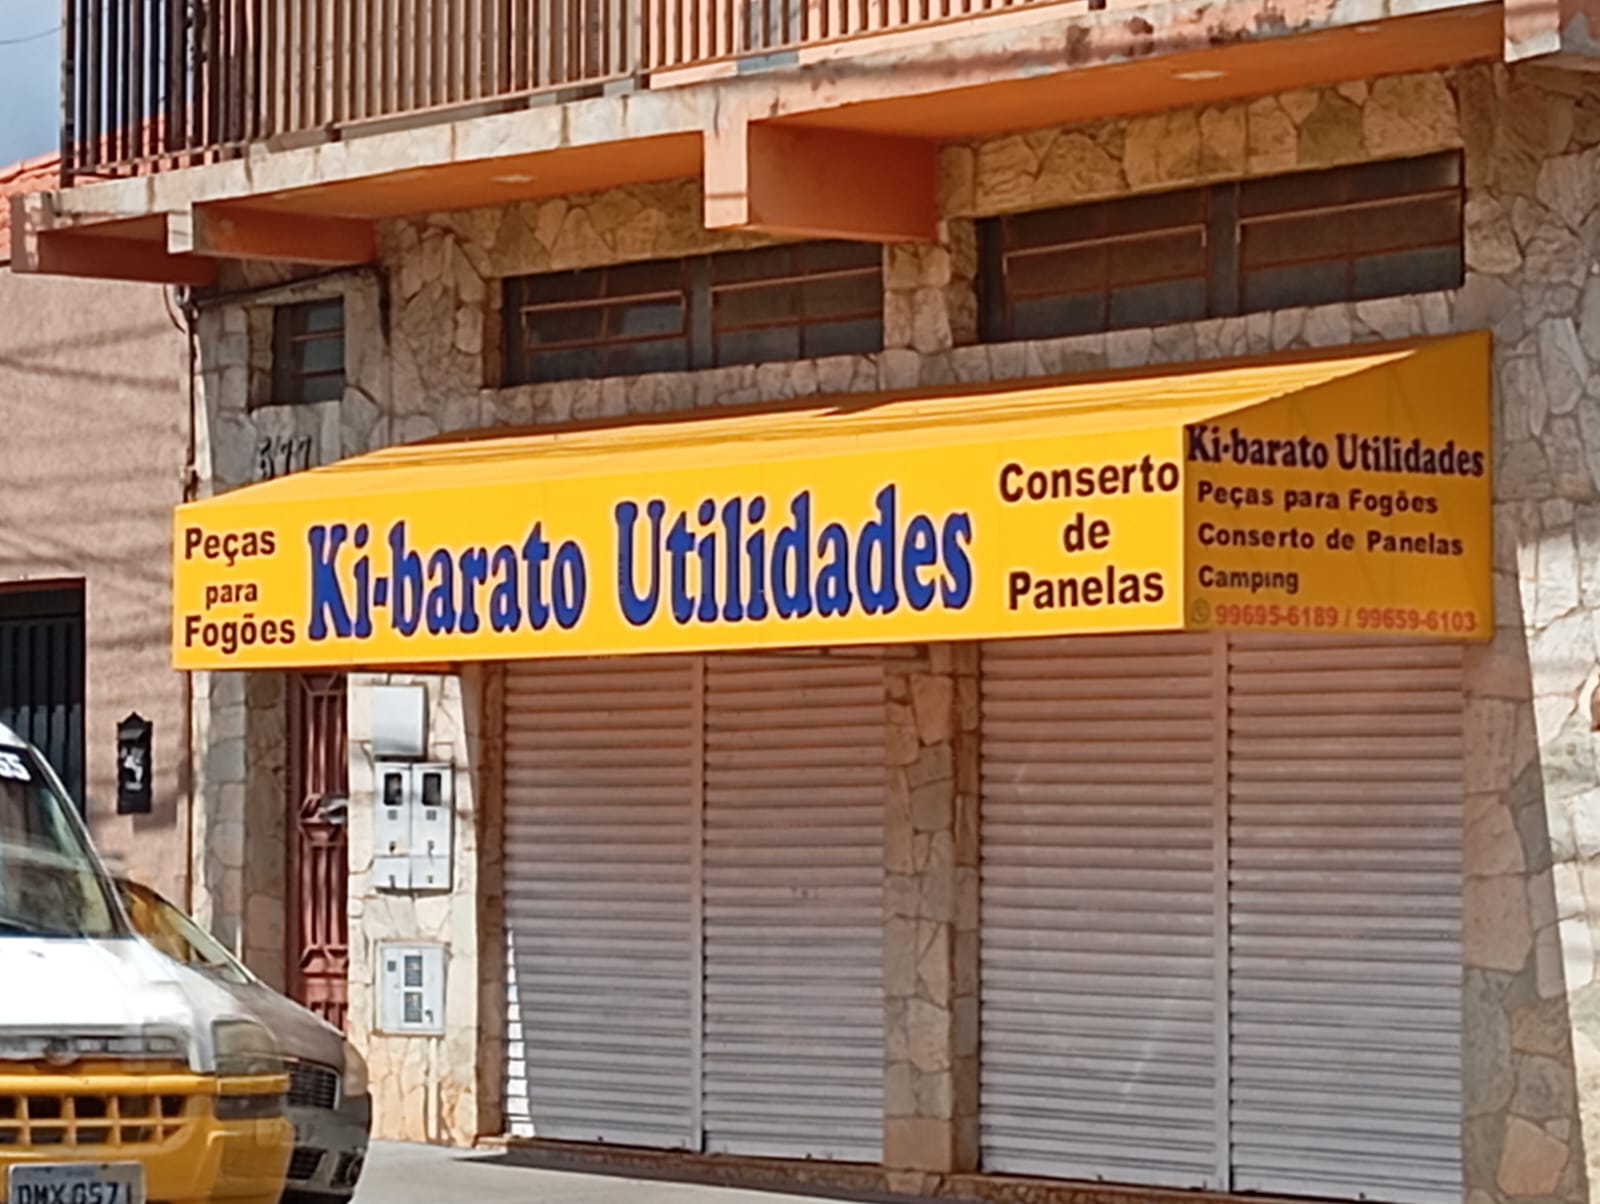 577
Peças
para
Fogões
Ki-barato Utilidades
Conserto
de
Panelas
Ki-barato Utilidades
Peças para Fogões
Conserto de Panelas
Camping
99695-6189 / 99659-6103